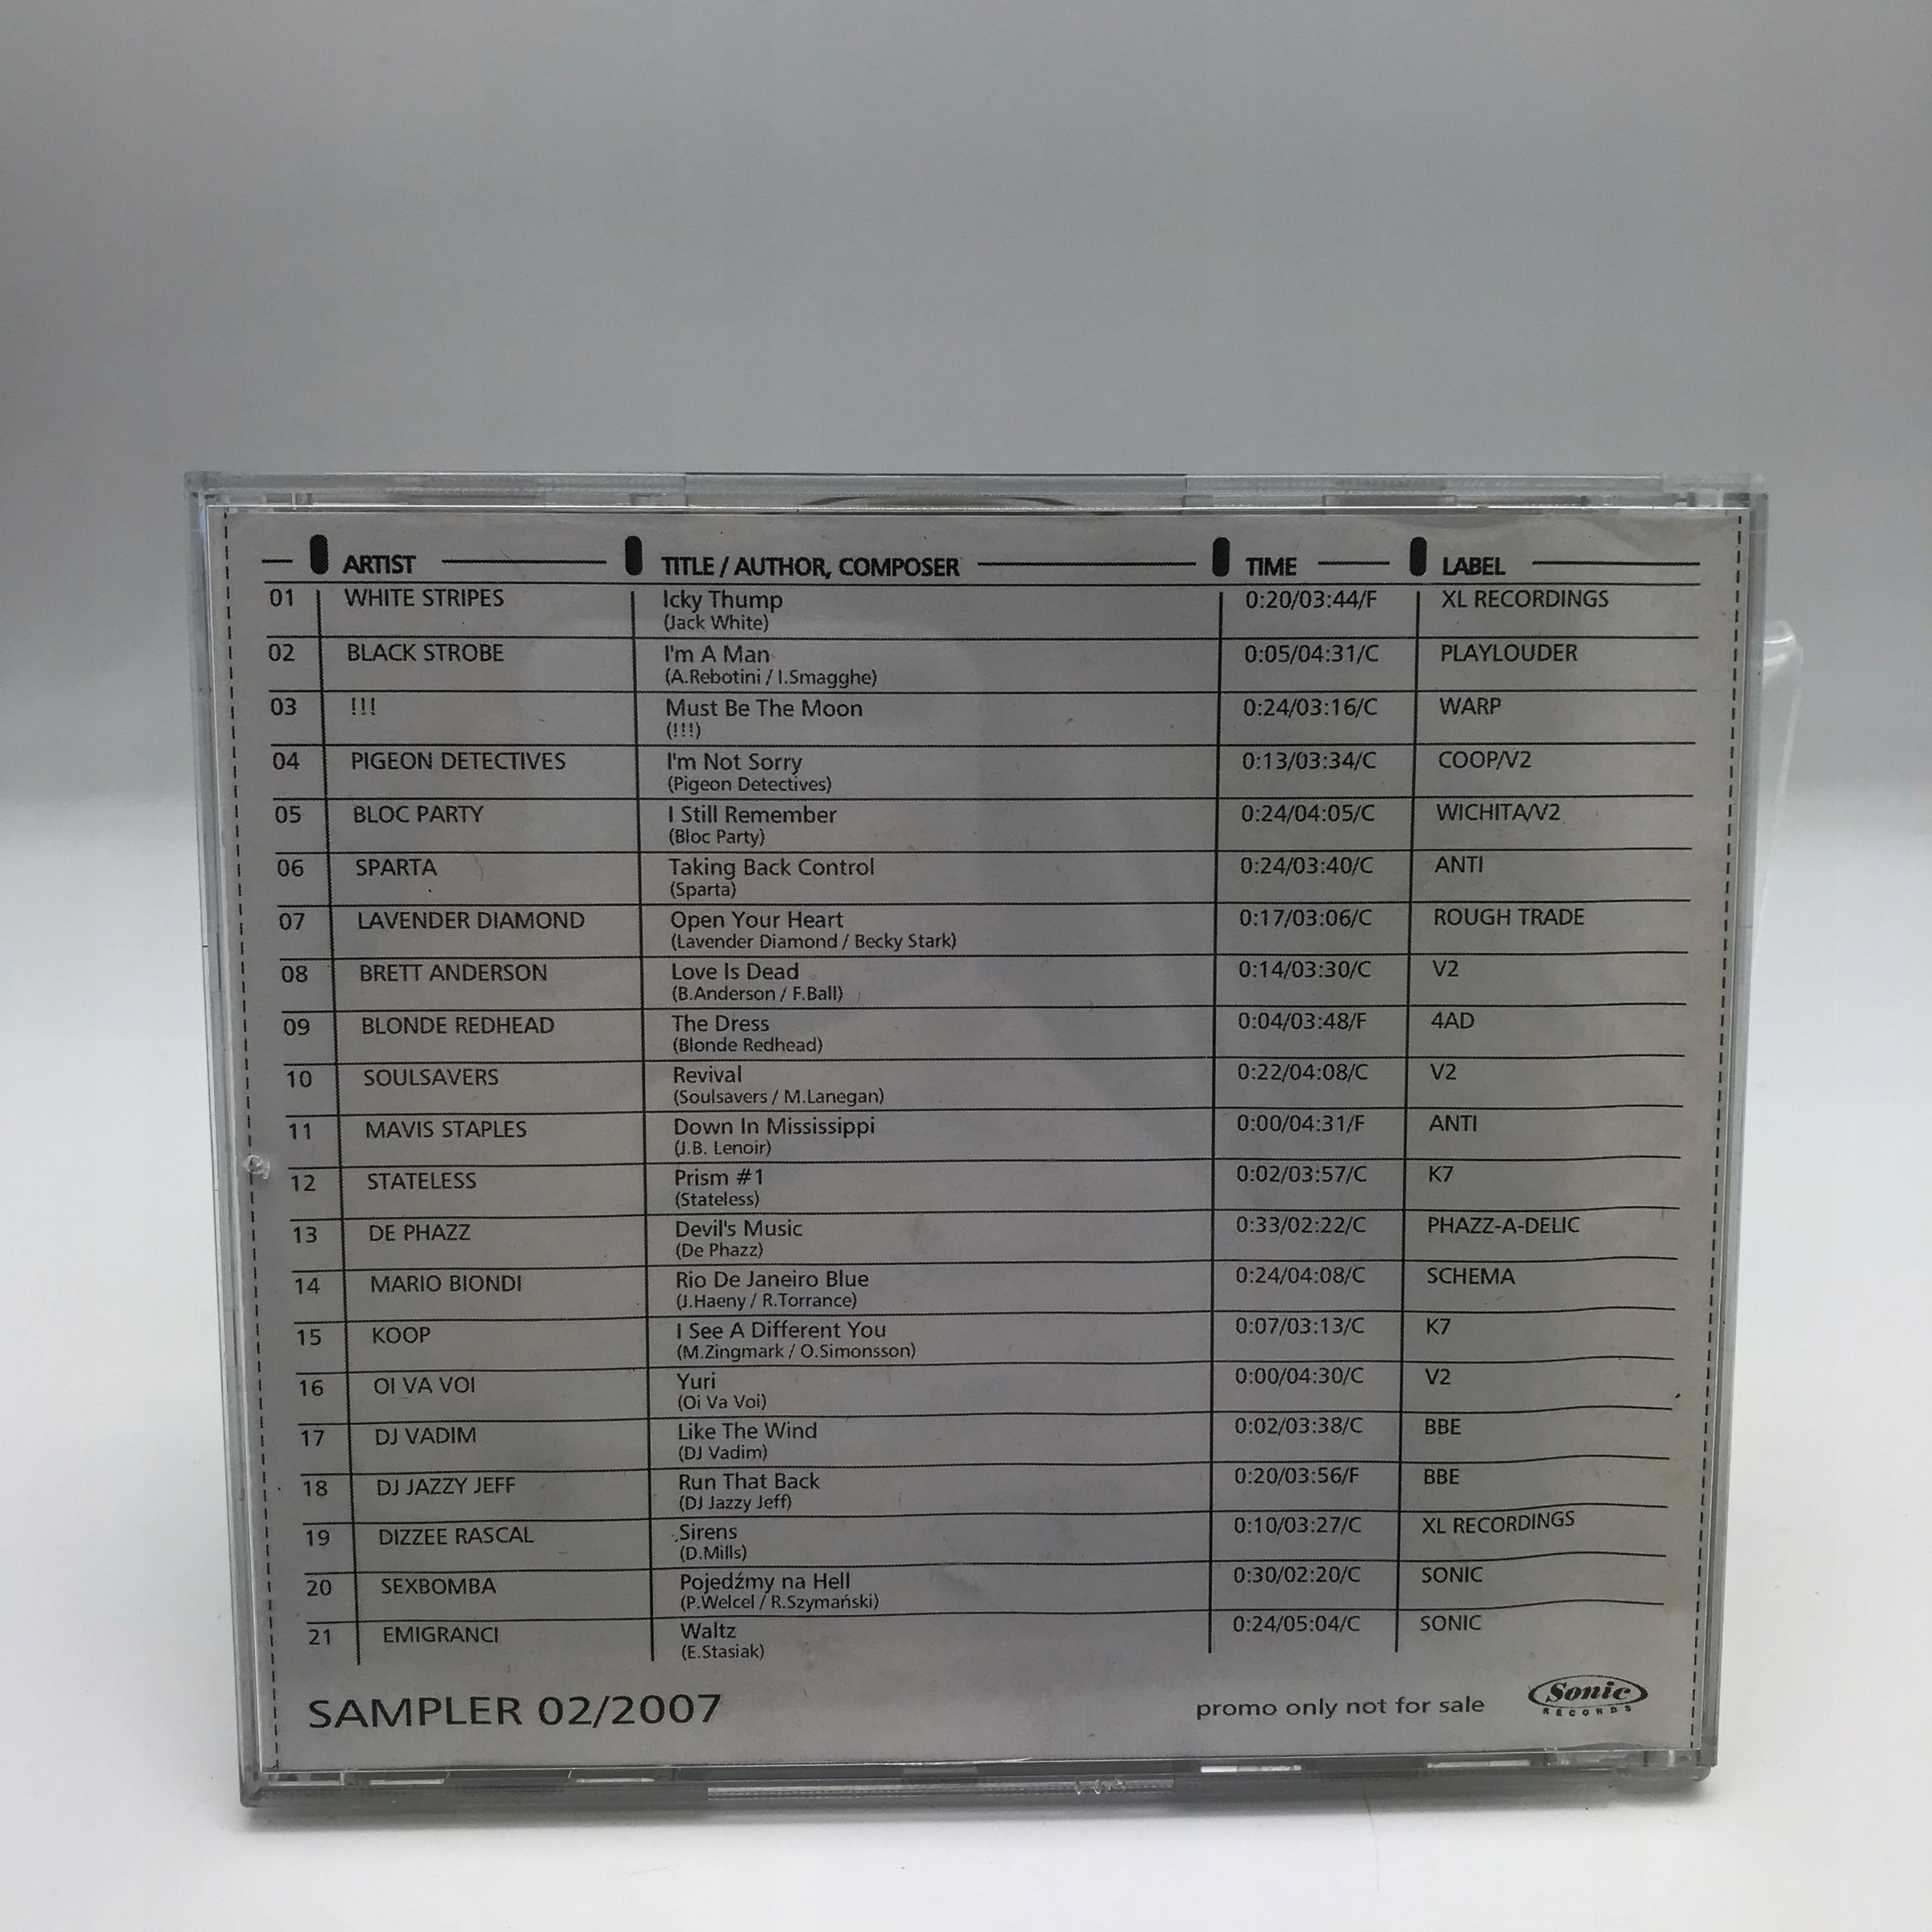 ARTIST TITLE / AUTHOR, COMPOSER TIME LABEL
01 WHITE STRIPES Icky Thump 0:20/03:44/F XL RECORDINGS
(Jack White)
02 BLACK STROBE I'm A Man 0:05/04:31/C PLAYLOUDER
(A.Rebotini / I.Smagghe)
03 !!! Must Be The Moon 0:24/03:16/C WARP
(!!!)
04 PIGEON DETECTIVES I'm Not Sorry 0:13/03:34/C COOP/V2
(Pigeon Detectives)
05 BLOC PARTY I Still Remember 0:24/04:05/C WICHITA/V2
(Bloc Party)
06 SPARTA Taking Back Control 0:24/03:40/C ANTI
(Sparta)
07 LAVENDER DIAMOND Open Your Heart 0:17/03:06/C ROUGH TRADE
(Lavender Diamond / Becky Stark)
08 BRETT ANDERSON Love Is Dead 0:14/03:30/C V2
(B.Anderson / F.Ball)
09 BLONDE REDHEAD The Dress 0:04/03:48/F 4AD
(Blonde Redhead)
10 SOULSAVERS Revival 0:22/04:08/C V2
(Soulsavers / M.Lanegan)
11 MAVIS STAPLES Down In Mississippi 0:00/04:31/F ANTI
(J.B. Lenoir)
12 STATELESS Prism #1 0:02/03:57/C K7
(Stateless)
13 DE PHAZZ Devil's Music 0:33/02:22/C PHAZZ-A-DELIC
(De Phazz)
14 MARIO BIONDI Rio De Janeiro Blue 0:24/04:08/C SCHEMA
(J.Haeny / R.Torrance)
15 KOOP I See A Different You 0:07/03:13/C K7
(M.Zingmark / O.Simonsson)
16 OI VA VOI Yuri 0:00/04:30/C V2
(Oi Va Voi)
17 DJ VADIM Like The Wind 0:02/03:38/C BBE
(DJ Vadim)
18 DJ JAZZY JEFF Run That Back 0:20/03:56/F BBE
(DJ Jazzy Jeff)
19 DIZZEE RASCAL Sirens 0:10/03:27/C XL RECORDINGS
(D.Mills)
20 SEXBOMBA Pojedźmy na Hell 0:30/02:20/C SONIC
(P.Welcel / R.Szymański)
21 EMIGRANCI Waltz 0:24/05:04/C SONIC
(E.Stasiak)
SAMPLER 02/2007 promo only not for sale Sonic
RECORDS